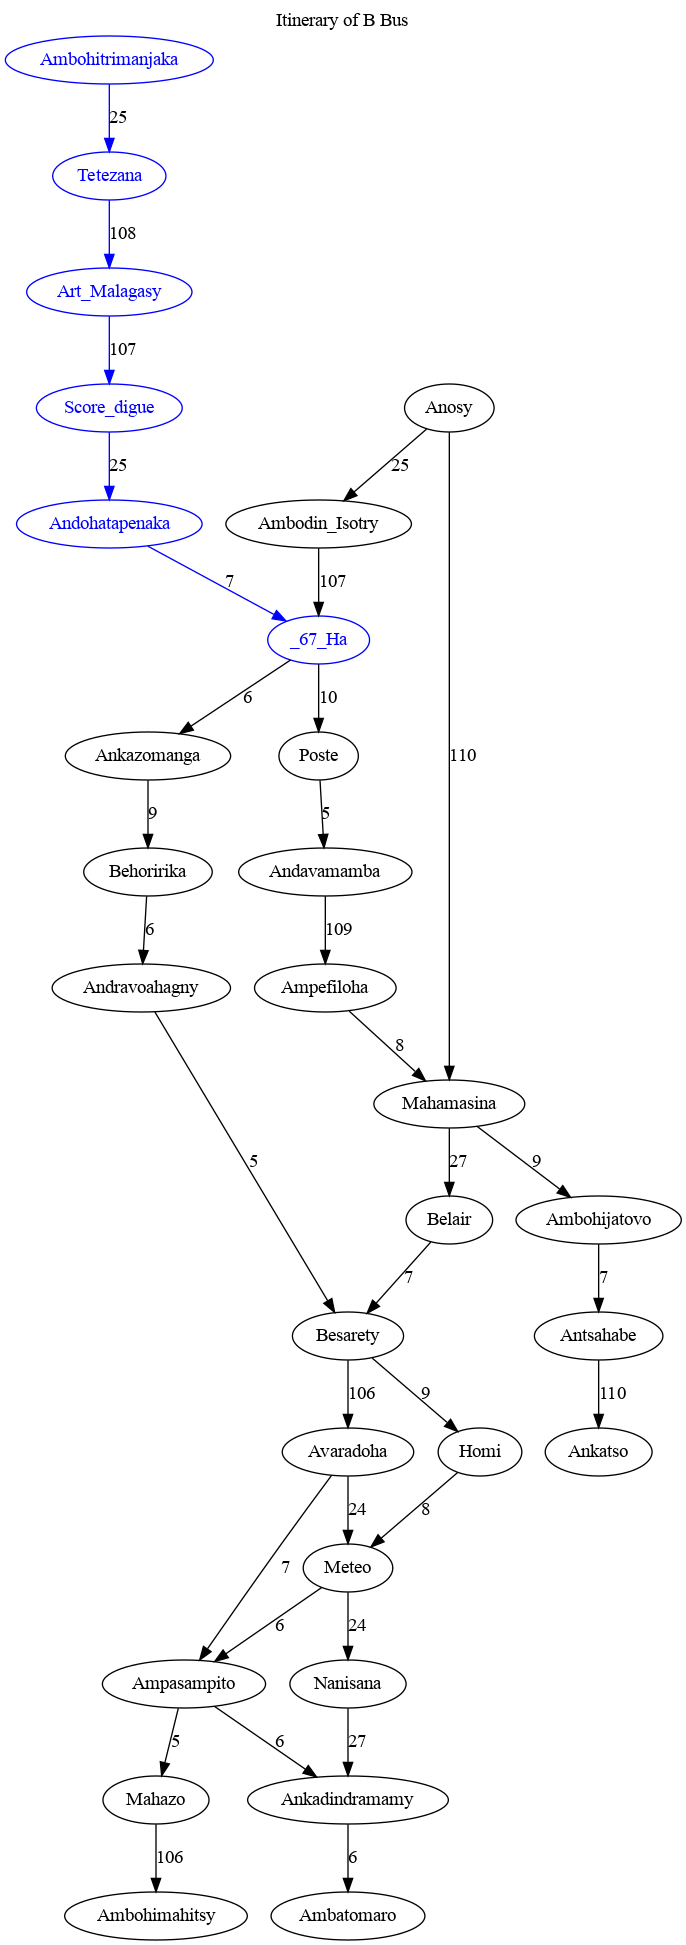 Itinerary of B Bus
Ambohitrimanjaka
25
Tetezana
108
Art_Malagasy
107
Score_digue
Anosy
25
25
Andohatapenaka
Ambodin_Isotry
7
107
_67_Ha
6
10
110
Ankazomanga
Poste
9
5
Behoririka
Andavamamba
6
109
Andravoahagny
Ampefiloha
8
Mahamasina
5
27
9
Belair
Ambohijatovo
7
7
Besarety
Antsahabe
106
9
110
Avaradoha
Homi
Ankatso
7
24
8
Meteo
6
24
Ampasampito
Nanisana
5
6
27
Mahazo
Ankadindramamy
106
6
Ambohimahitsy
Ambatomaro